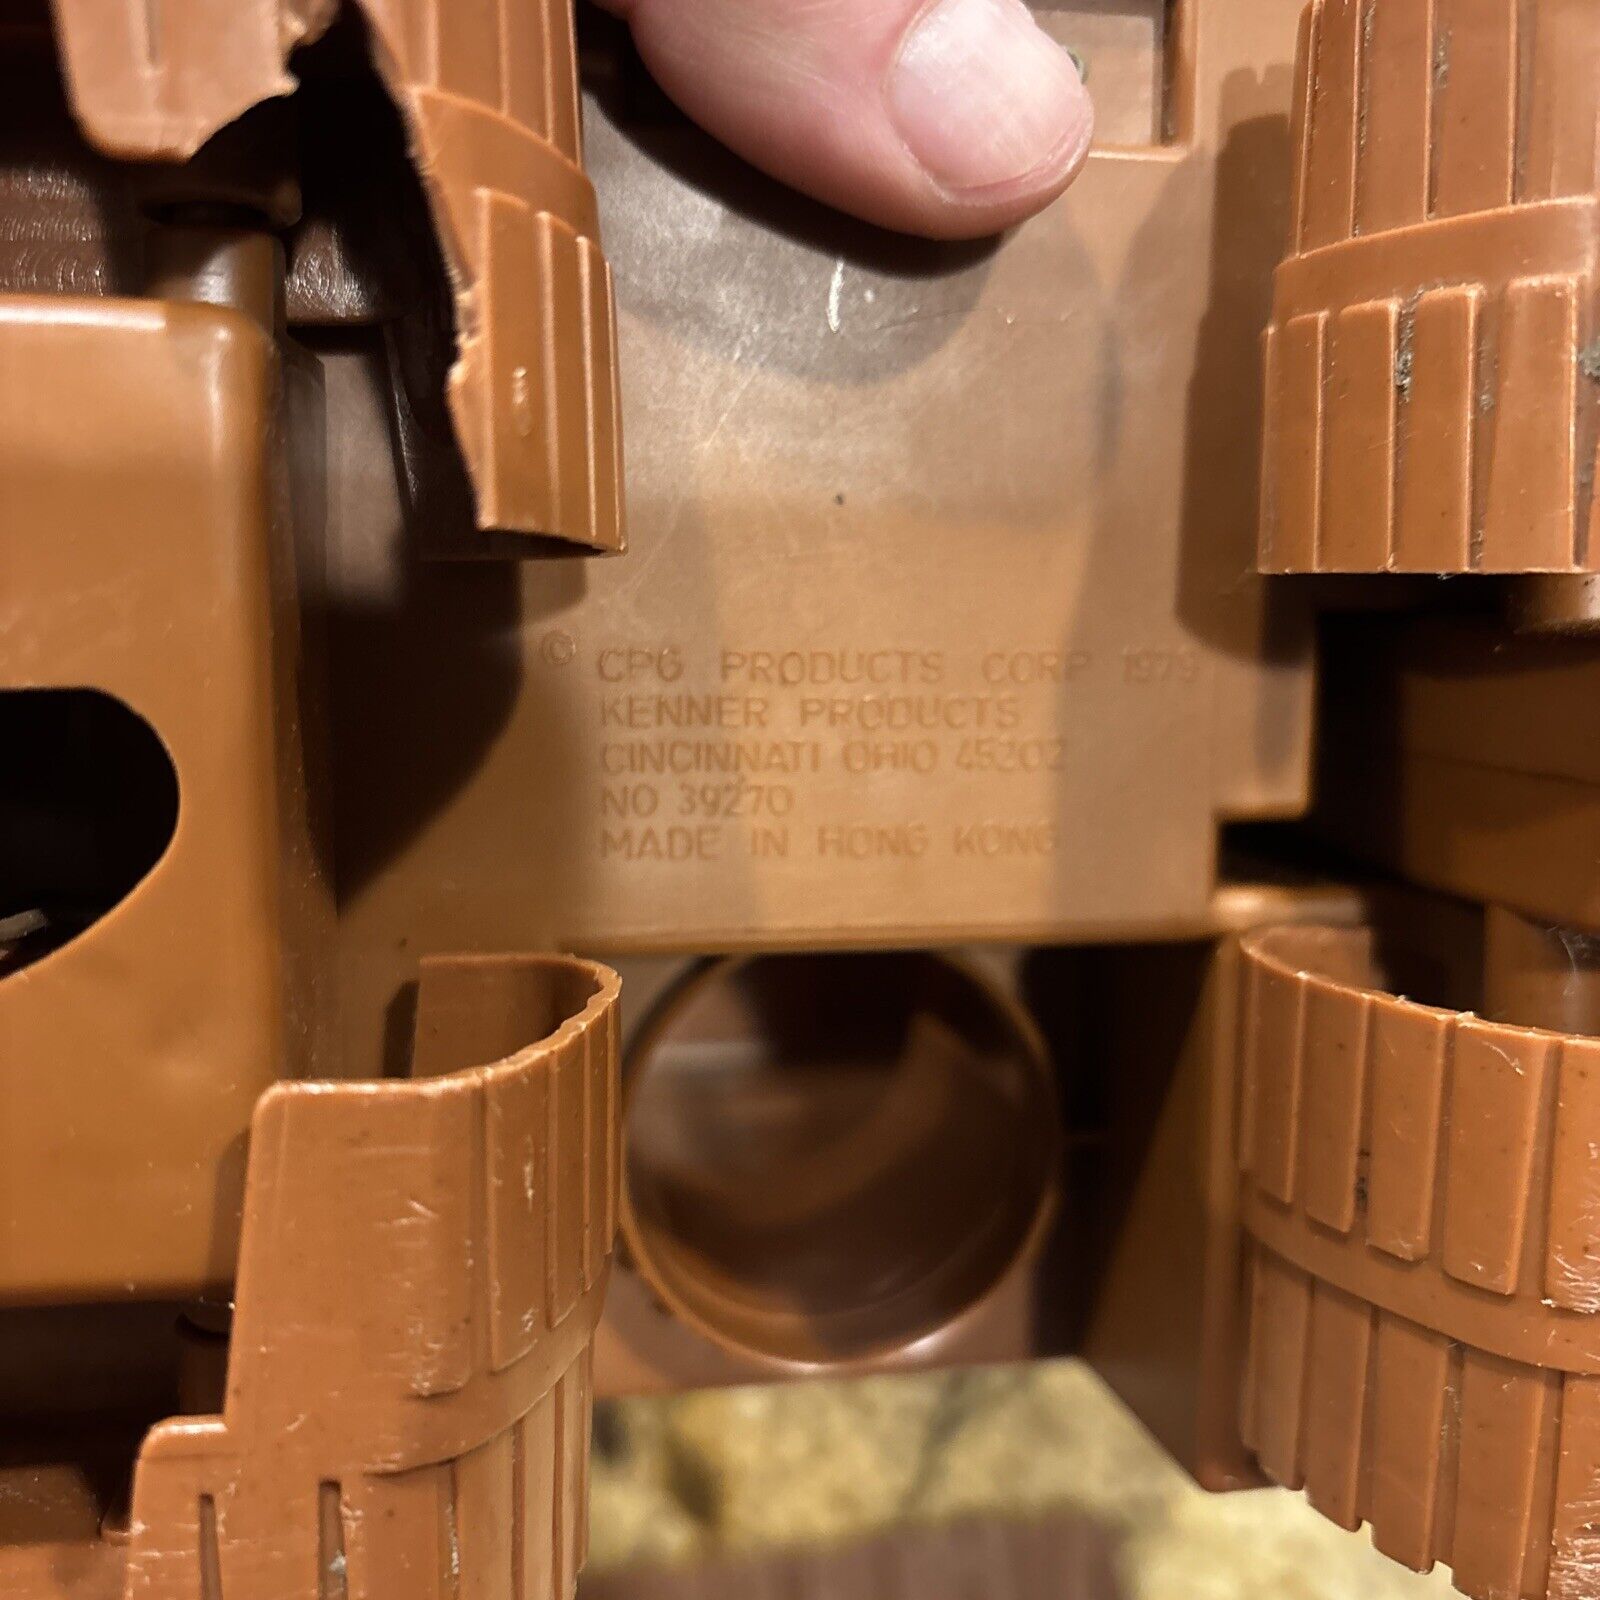 © CPG PRODUCTS CORP 1979
KENNER PRODUCTS
CINCINNATI OHIO 45202
NO 39270
MADE IN HONG KONG